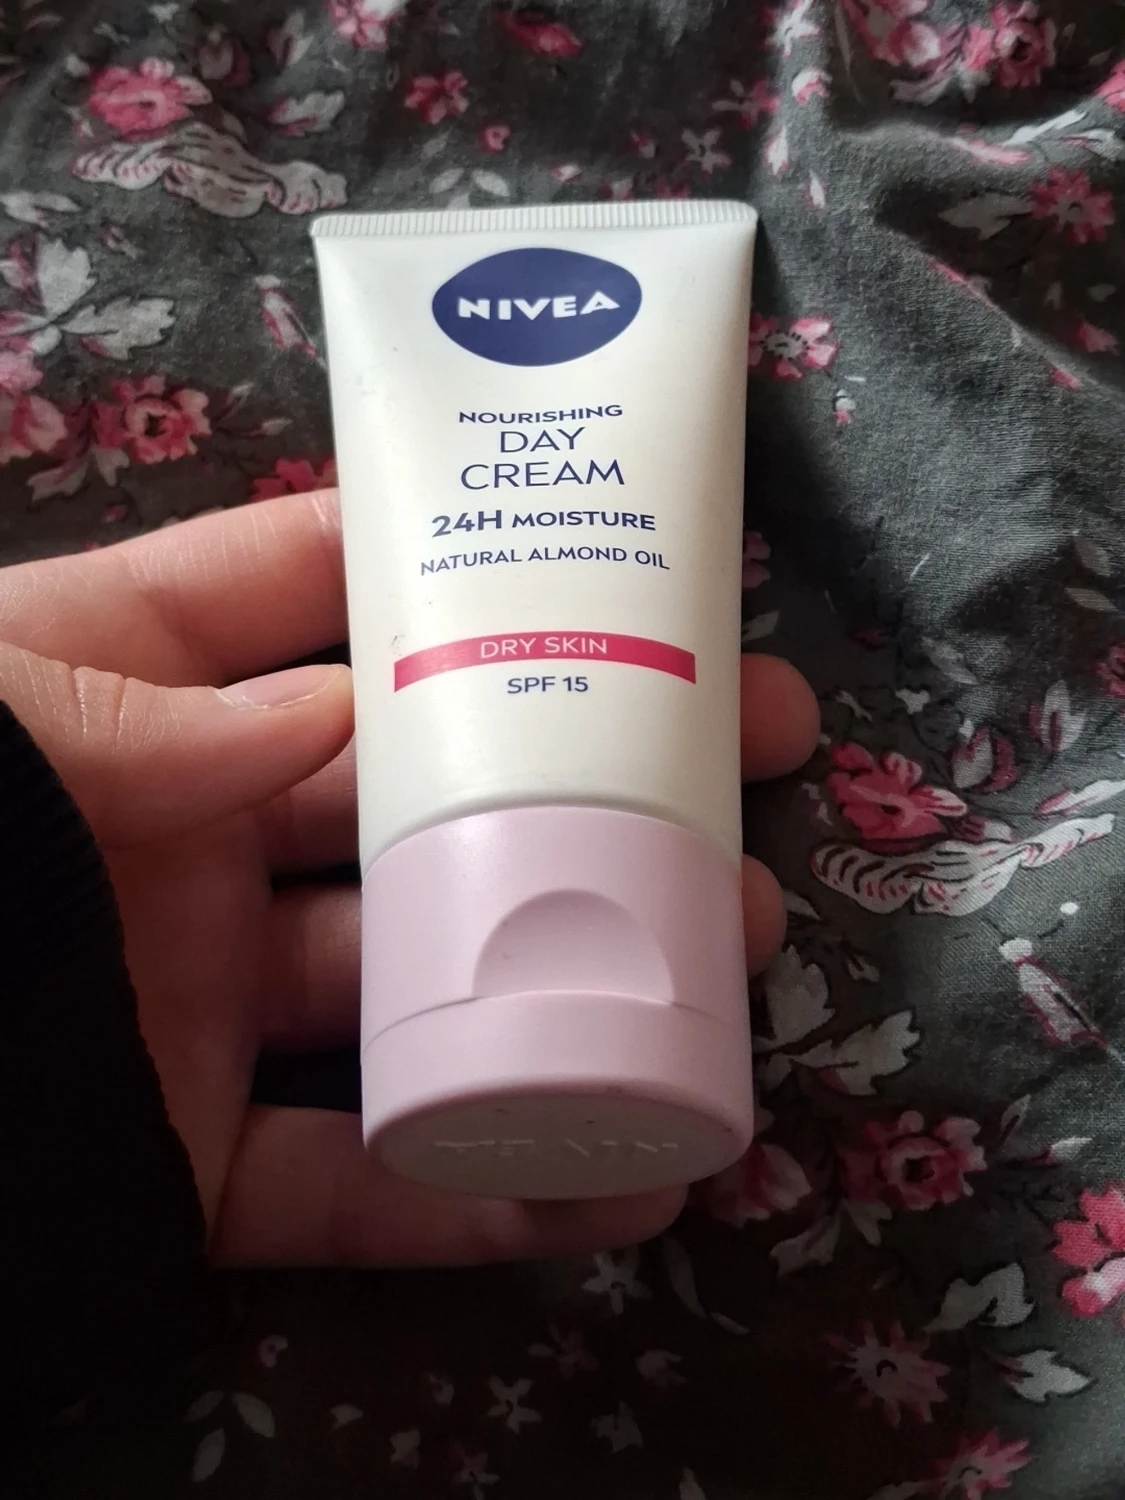 NIVEA
NOURISHING
DAY
CREAM
24H MOISTURE
NATURAL ALMOND OIL
DRY SKIN
SPF 15